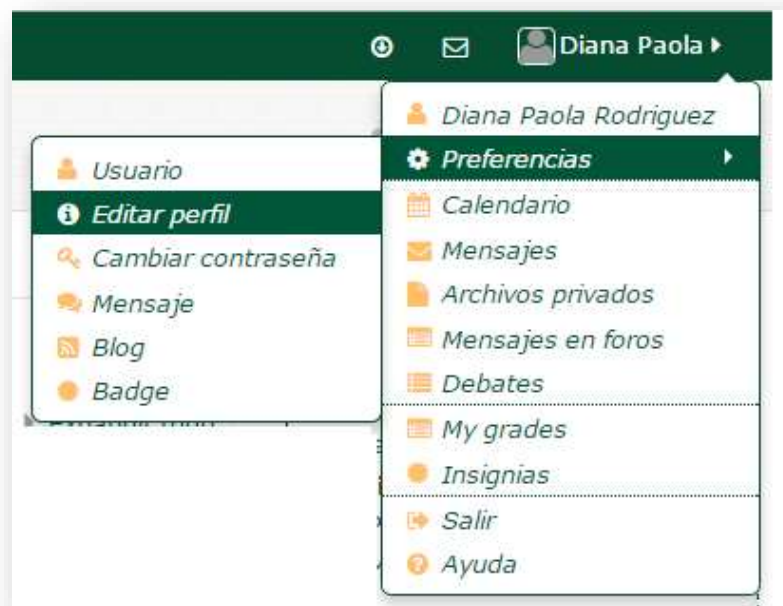 Diana Paola
Diana Paola Rodriguez
Preferencias
Calendario
Mensajes
Archivos privados
Mensajes en foros
Debates
My grades
Insignias
Salir
Ayuda
Usuario
Editar perfil
Cambiar contraseña
Mensaje
Blog
Badge